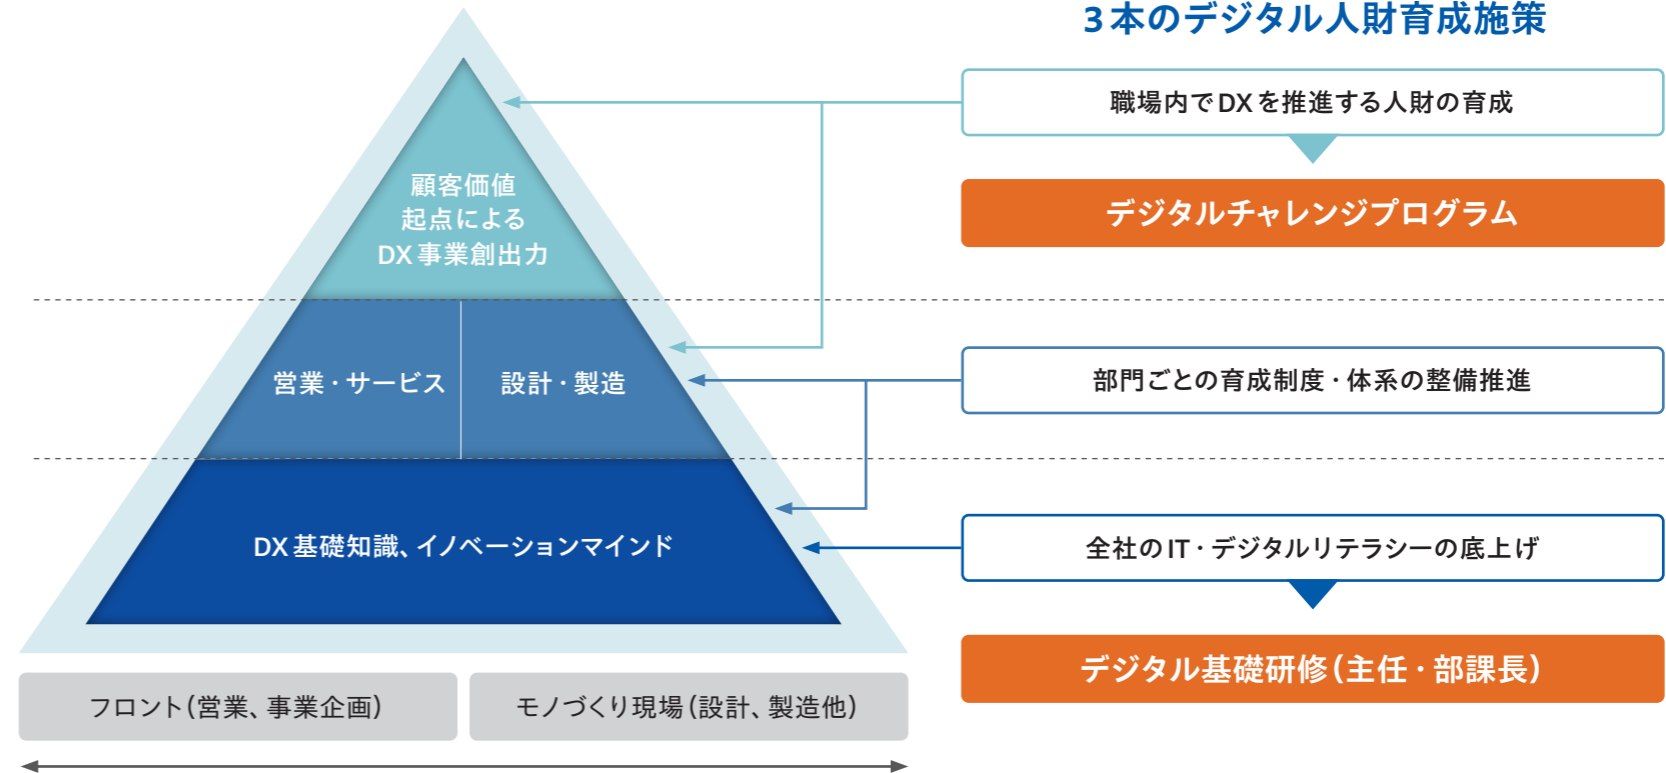 3本のデジタル人財育成施策
職場内でDXを推進する人財の育成
デジタルチャレンジプログラム
顧客価値
起点による
DX事業創出力
営業・サービス
設計・製造
部門ごとの育成制度・体系の整備推進
DX基礎知識、イノベーションマインド
全社のIT・デジタルリテラシーの底上げ
デジタル基礎研修（主任・部課長）
フロント（営業、事業企画）
モノづくり現場（設計、製造他）